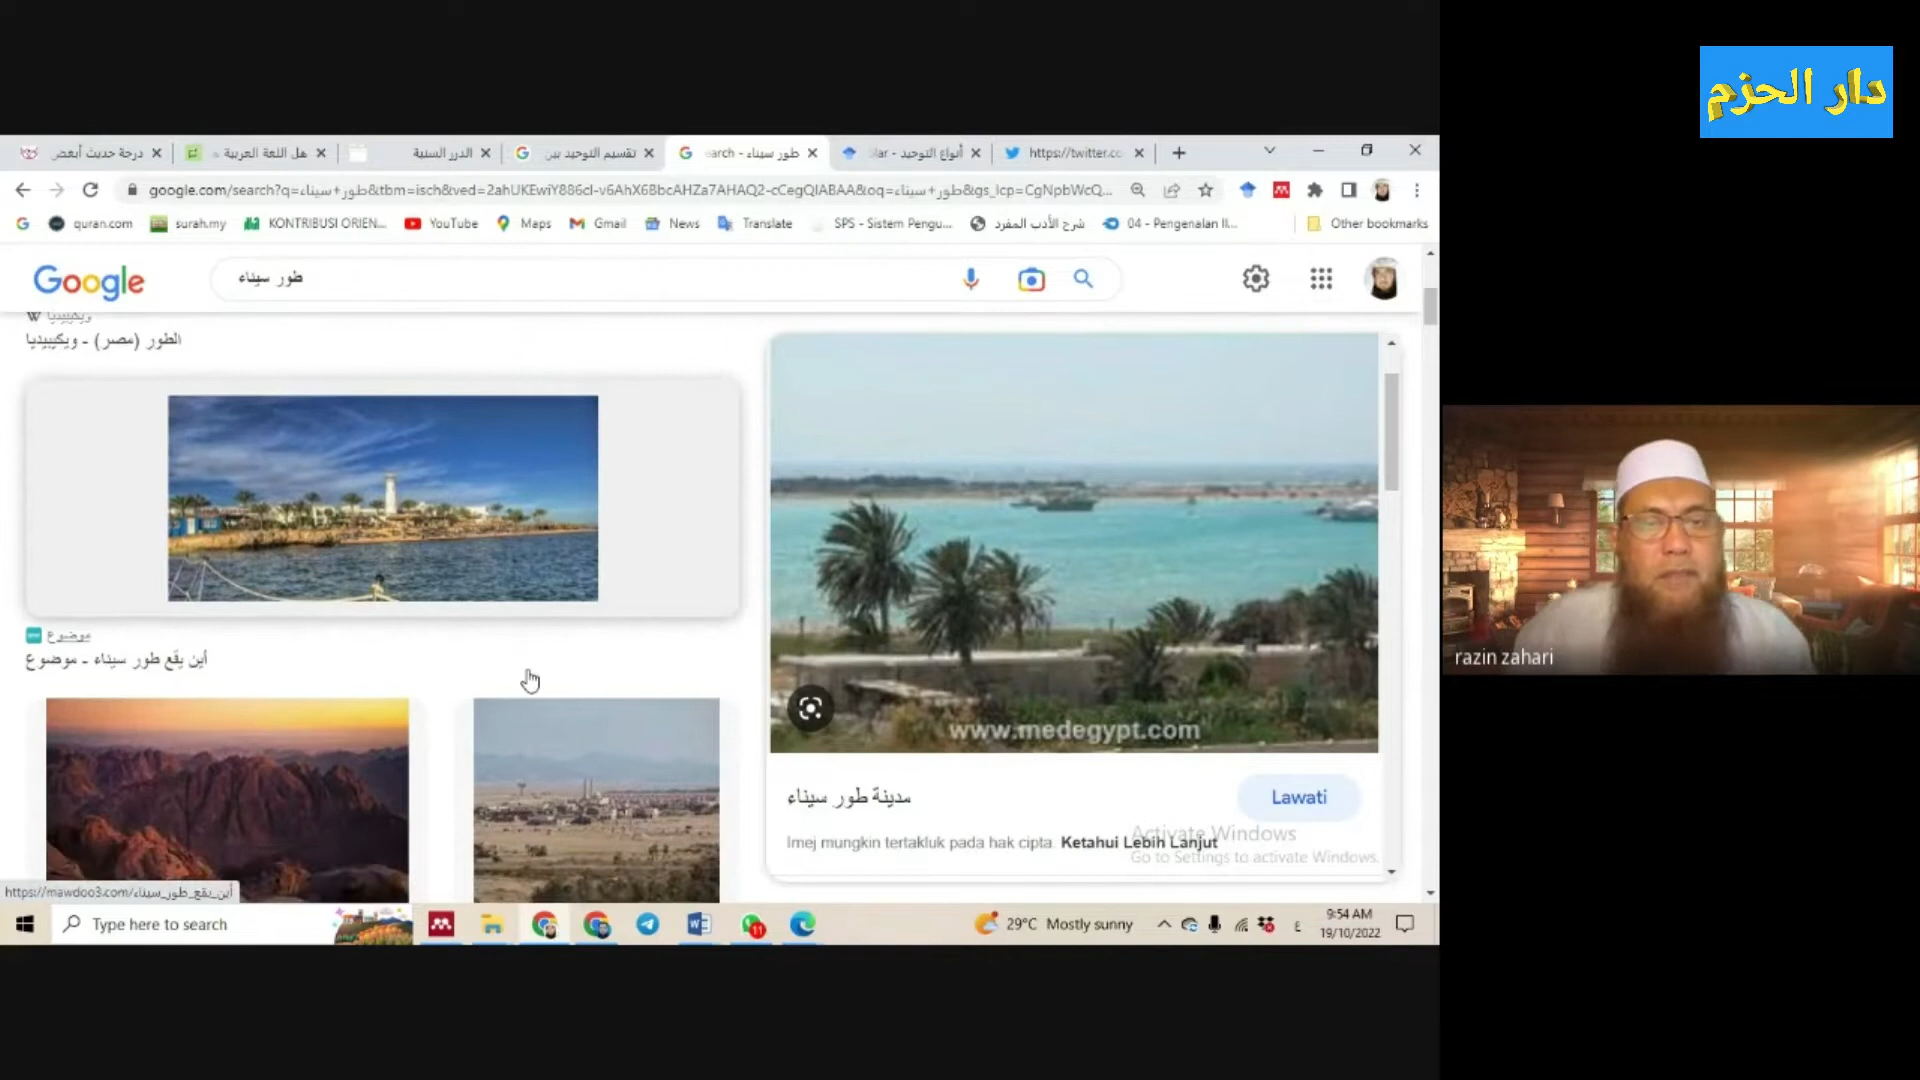 دار الحزم
درجة حديث أبغض
هل اللغة العربية
الدرر السنية
تقسيم التوحيد بين
طور سيناء - earch
أنواع التوحيد - lar
https://twitter.co
google.com/search?q=طور+سيناء&tbm=isch&ved=2ahUKEwiY886cl-v6AhX6BbcAHZa7AHAQ2-cCegQIABAA&oq=طور+سيناء&gs_lcp=CgNpbWcQ...
quran.com
surah.my
KONTRIBUSI ORIEN...
YouTube
Maps
Gmail
News
Translate
SPS - Sistem Pengu...
شرح الأدب المفرد
04 - Pengenalan Il...
Other bookmarks
Google
طور سيناء
ويكيبيديا
الطور (مصر) - ويكيبيديا
موضوع
أين يقع طور سيناء - موضوع
www.medegypt.com
مدينة طور سيناء
Lawati
Imej mungkin tertakluk pada hak cipta. Ketahui Lebih Lanjut
Activate Windows
Go to Settings to activate Windows.
https://mawdoo3.com/أين_يقع_طور_سيناء
Type here to search
11
29°C Mostly sunny
9:54 AM
19/10/2022
razin zahari